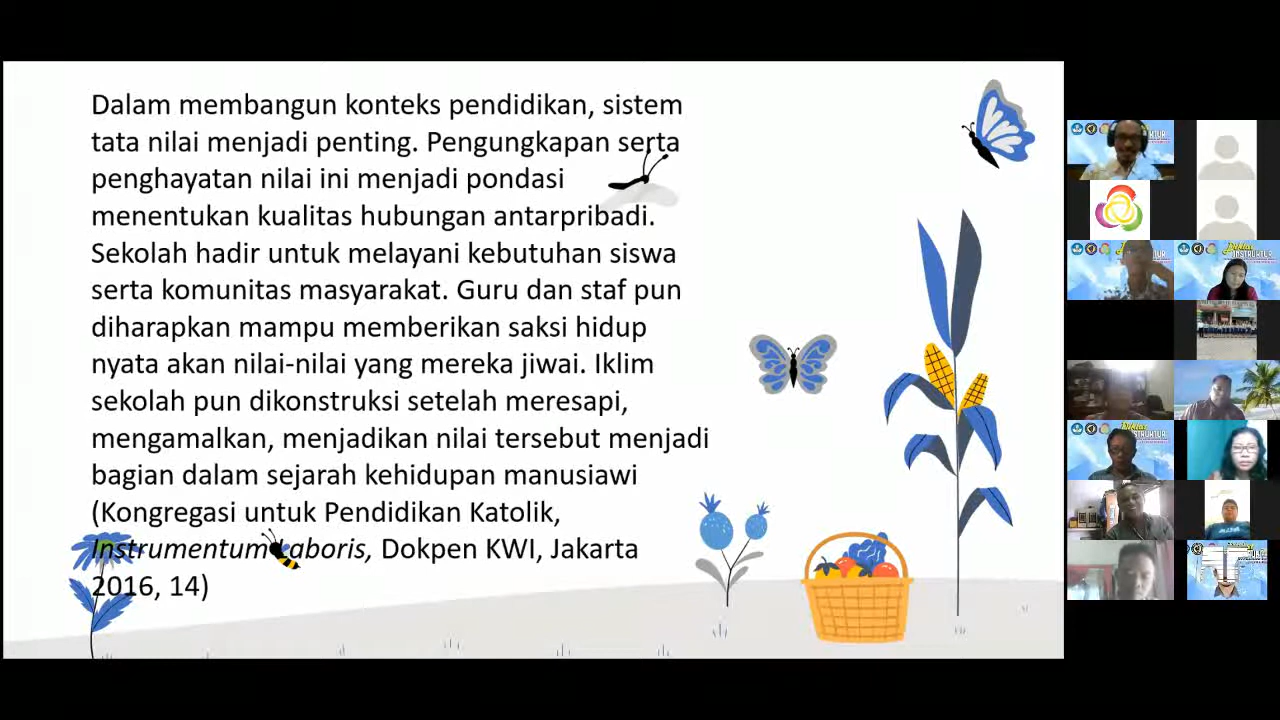 Dalam membangun konteks pendidikan, sistem
tata nilai menjadi penting. Pengungkapan serta
penghayatan nilai ini menjadi pondasi
menentukan kualitas hubungan antarpribadi.
Sekolah hadir untuk melayani kebutuhan siswa
serta komunitas masyarakat. Guru dan staf pun
diharapkan mampu memberikan saksi hidup
nyata akan nilai-nilai yang mereka jiwai. Iklim
sekolah pun dikonstruksi setelah meresapi,
mengamalkan, menjadikan nilai tersebut menjadi
bagian dalam sejarah kehidupan manusiawi
(Kongregasi untuk Pendidikan Katolik,
Instrumentum Laboris, Dokpen KWI, Jakarta
2016, 14)
INSTRUKTUR